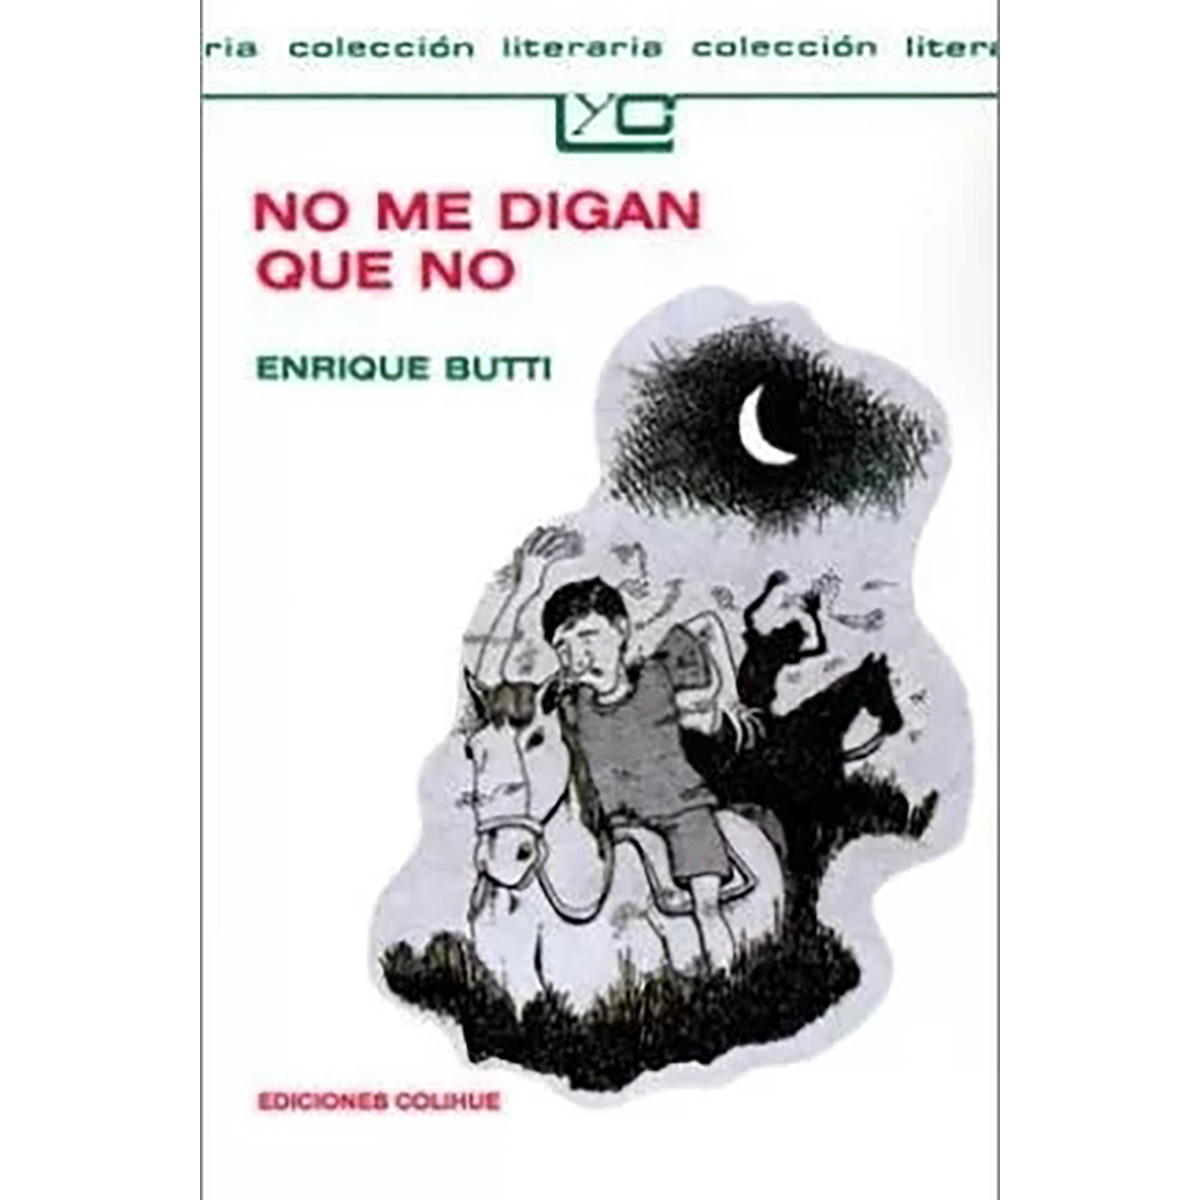 ria colección literaria colección litera
LyC
NO ME DIGAN
QUE NO
ENRIQUE BUTTI
EDICIONES COLIHUE